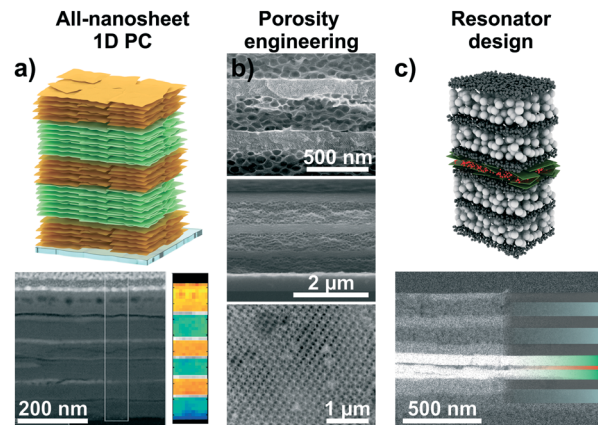 All-nanosheet
1D PC
Porosity
engineering
Resonator
design
a)
b)
c)
500 nm
2 µm
200 nm
1 µm
500 nm